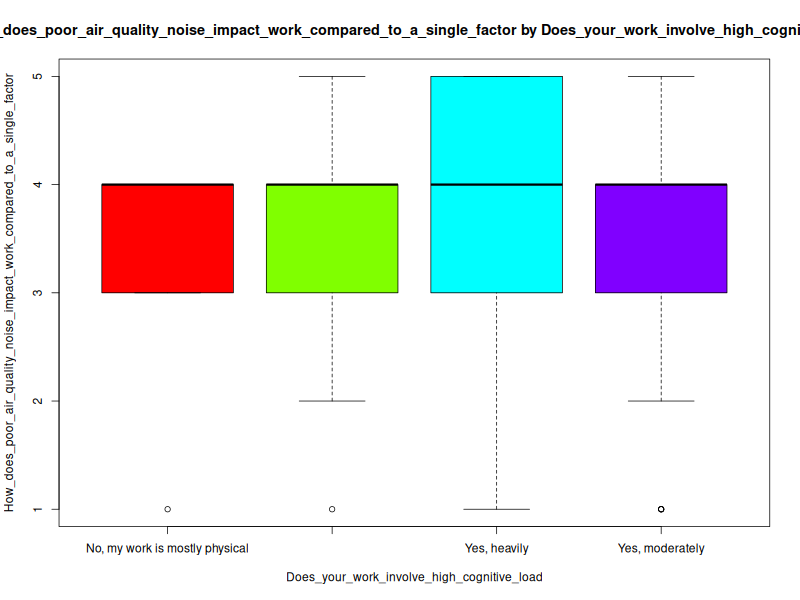 _does_poor_air_quality_noise_impact_work_compared_to_a_single_factor by Does_your_work_involve_high_cogni
How_does_poor_air_quality_noise_impact_work_compared_to_a_single_factor
5
4
3
2
1
No, my work is mostly physical
Yes, heavily
Yes, moderately
Does_your_work_involve_high_cognitive_load